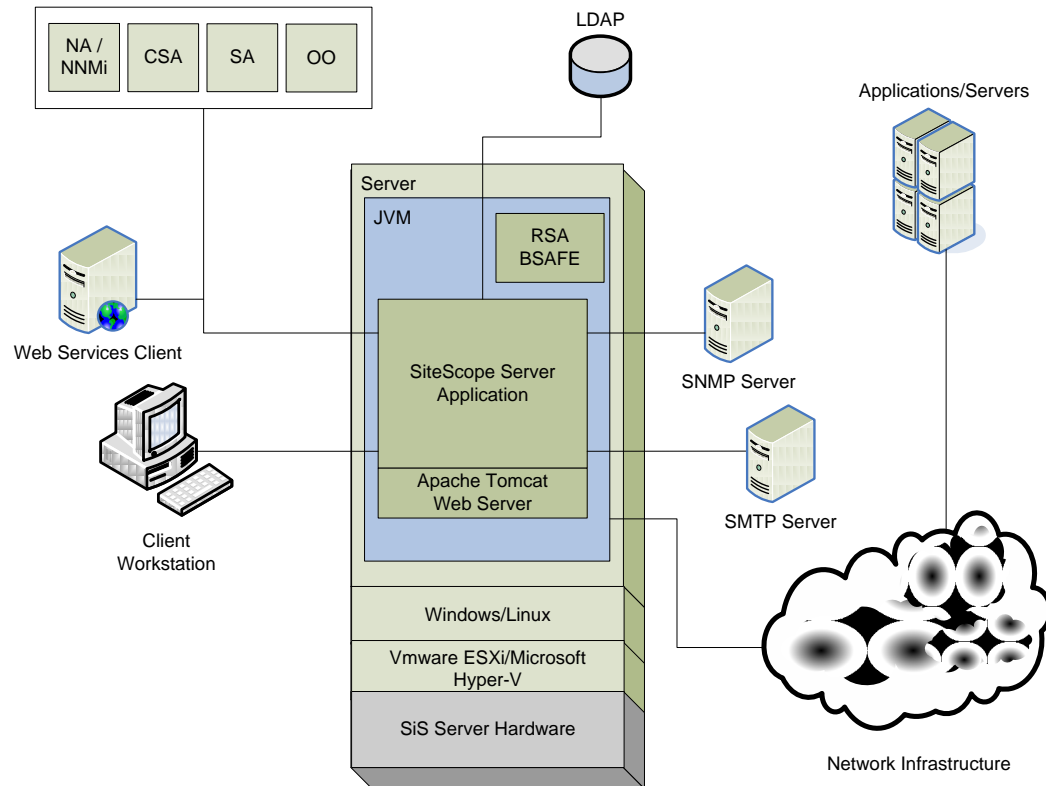 NA /
NNMi
CSA
SA
OO
LDAP
Applications/Servers
Server
JVM
RSA
BSAFE
Web Services Client
SiteScope Server
Application
SNMP Server
Apache Tomcat
Web Server
SMTP Server
Client
Workstation
Windows/Linux
Vmware ESXi/Microsoft
Hyper-V
SiS Server Hardware
Network Infrastructure